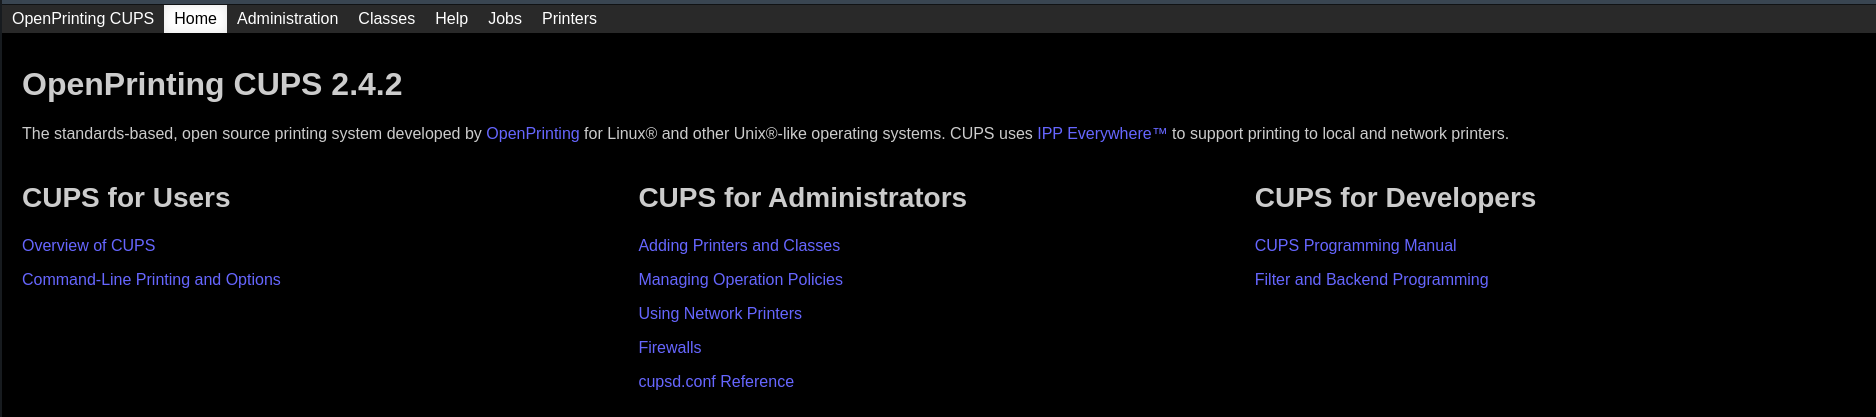 OpenPrinting CUPS Home Administration Classes Help Jobs Printers
OpenPrinting CUPS 2.4.2
The standards-based, open source printing system developed by OpenPrinting for Linux® and other Unix®-like operating systems. CUPS uses IPP Everywhere™ to support printing to local and network printers.
CUPS for Users
Overview of CUPS
Command-Line Printing and Options
CUPS for Administrators
Adding Printers and Classes
Managing Operation Policies
Using Network Printers
Firewalls
cupsd.conf Reference
CUPS for Developers
CUPS Programming Manual
Filter and Backend Programming